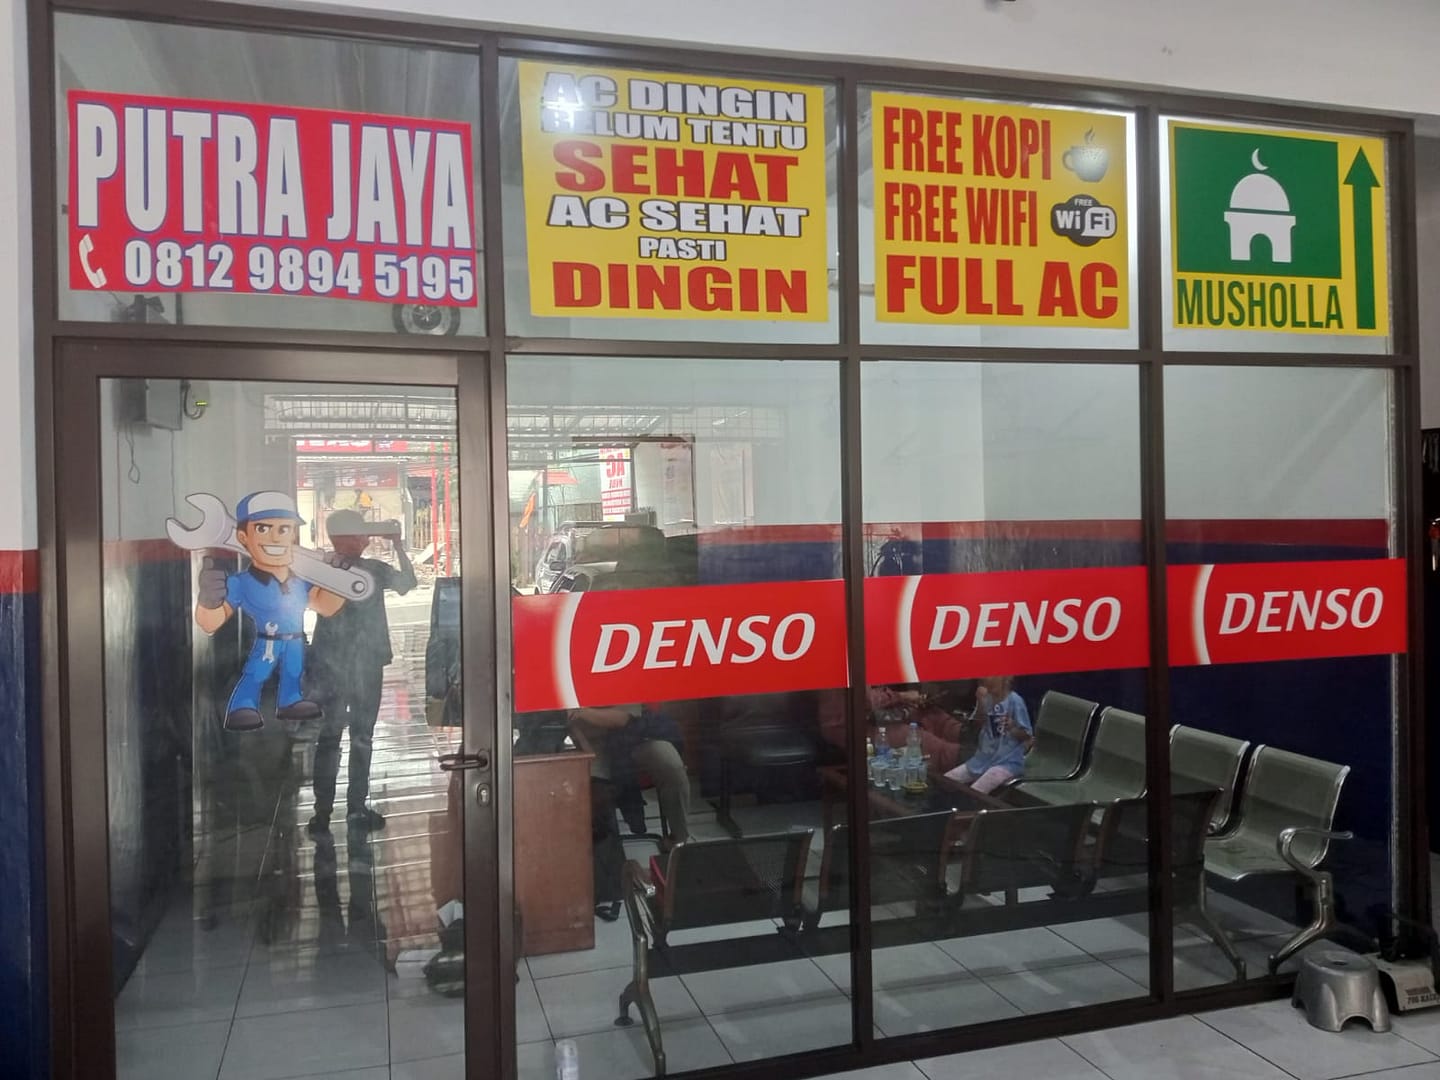 PUTRA JAYA
0812 9894 5195
AC DINGIN
BELUM TENTU
SEHAT
AC SEHAT
PASTI
DINGIN
FREE KOPI
FREE WIFI
FREE
WiFi
FULL AC
MUSHOLLA
DENSO
DENSO
DENSO
AC